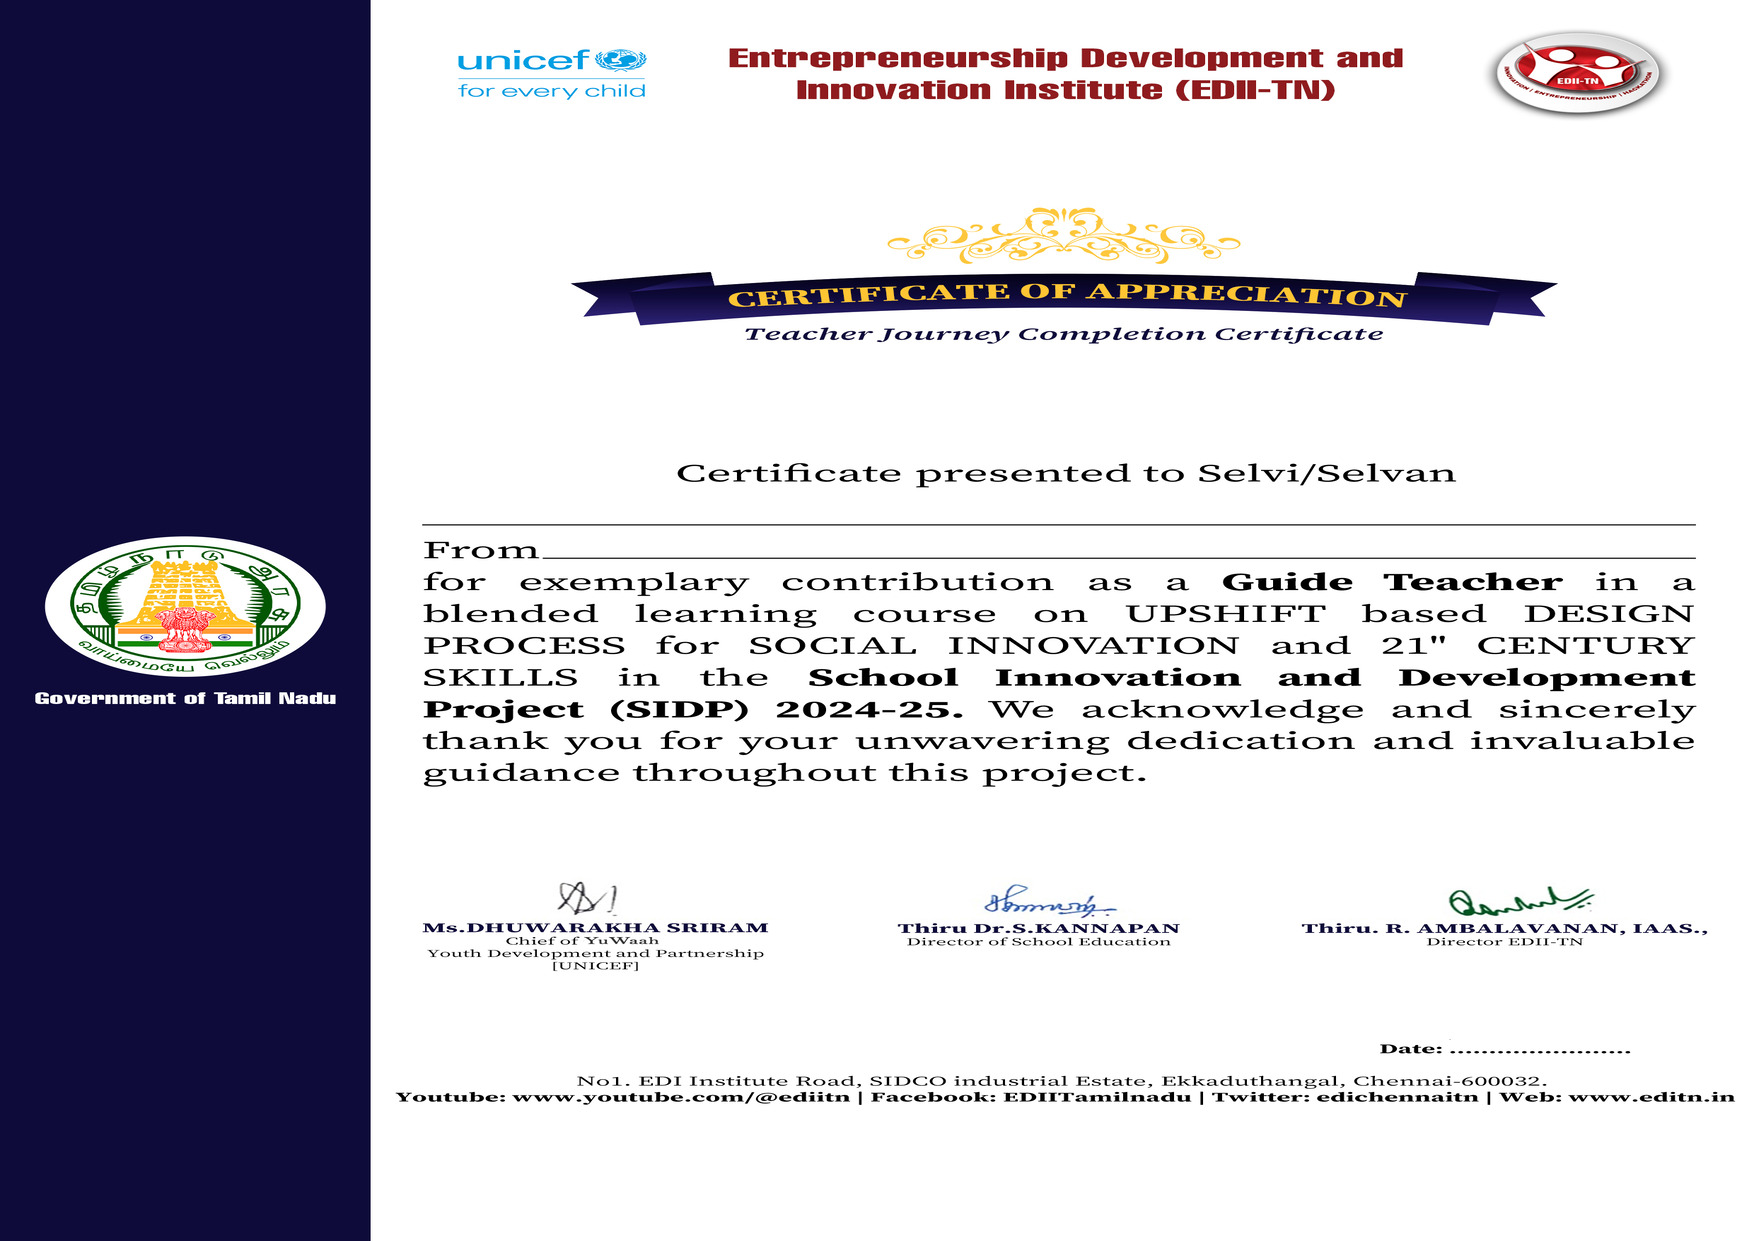 unicef
for every child
Entrepreneurship Development and
Innovation Institute (EDII-TN)
EDII-TN
INNOVATION | ENTREPRENEURSHIP | HACKATHON
CERTIFICATE OF APPRECIATION
Teacher Journey Completion Certificate
Certificate presented to Selvi/Selvan
From
for exemplary contribution as a Guide Teacher in a
blended learning course on UPSHIFT based DESIGN
PROCESS for SOCIAL INNOVATION and 21" CENTURY
SKILLS in the School Innovation and Development
Project (SIDP) 2024-25. We acknowledge and sincerely
thank you for your unwavering dedication and invaluable
guidance throughout this project.
தமிழ் நாடு அரசு
வாய்மையே வெல்லும்
Government of Tamil Nadu
Ms.DHUWARAKHA SRIRAM
Chief of YuWaah
Youth Development and Partnership
[UNICEF]
Thiru Dr.S.KANNAPAN
Director of School Education
Thiru. R. AMBALAVANAN, IAAS.,
Director EDII-TN
Date: .......................
No1. EDI Institute Road, SIDCO industrial Estate, Ekkaduthangal, Chennai-600032.
Youtube: www.youtube.com/@ediitn | Facebook: EDIITamilnadu | Twitter: edichennaitn | Web: www.editn.in